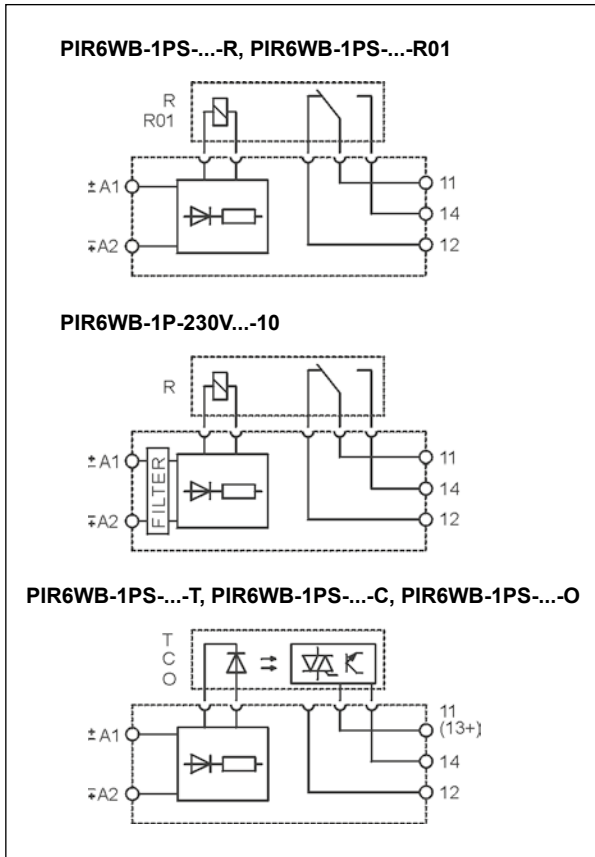 PIR6WB-1PS-...-R, PIR6WB-1PS-...-R01
R
R01
± A1
11
14
∓ A2
12
PIR6WB-1P-230V...-10
R
± A1
FILTER
11
14
∓ A2
12
PIR6WB-1PS-...-T, PIR6WB-1PS-...-C, PIR6WB-1PS-...-O
T
C
O
11
(13+)
± A1
14
∓ A2
12